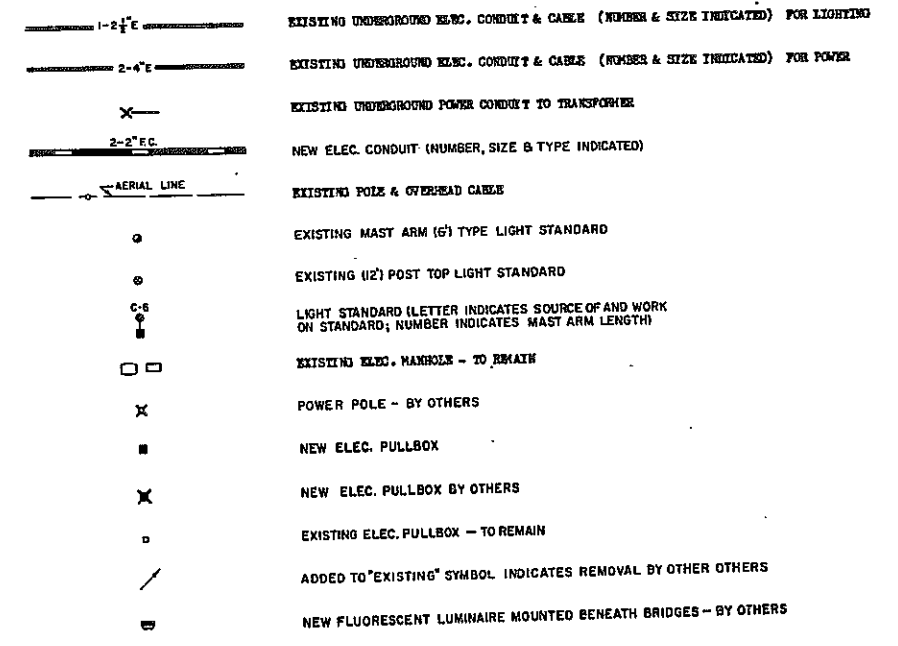 1-2½"E EXISTING UNDERGROUND ELEC. CONDUIT & CABLE (NUMBER & SIZE INDICATED) FOR LIGHTING
2-4"E EXISTING UNDERGROUND ELEC. CONDUIT & CABLE (NUMBER & SIZE INDICATED) FOR POWER
EXISTING UNDERGROUND POWER CONDUIT TO TRANSFORMER
2-2" F.C. NEW ELEC. CONDUIT (NUMBER, SIZE & TYPE INDICATED)
AERIAL LINE EXISTING POLE & OVERHEAD CABLE
EXISTING MAST ARM (6') TYPE LIGHT STANDARD
EXISTING (12') POST TOP LIGHT STANDARD
C-6 LIGHT STANDARD (LETTER INDICATES SOURCE OF AND WORK
ON STANDARD; NUMBER INDICATES MAST ARM LENGTH)
EXISTING ELEC. MANHOLE - TO REMAIN
POWER POLE - BY OTHERS
NEW ELEC. PULLBOX
NEW ELEC. PULLBOX BY OTHERS
EXISTING ELEC. PULLBOX - TO REMAIN
ADDED TO "EXISTING" SYMBOL INDICATES REMOVAL BY OTHER OTHERS
NEW FLUORESCENT LUMINAIRE MOUNTED BENEATH BRIDGES - BY OTHERS